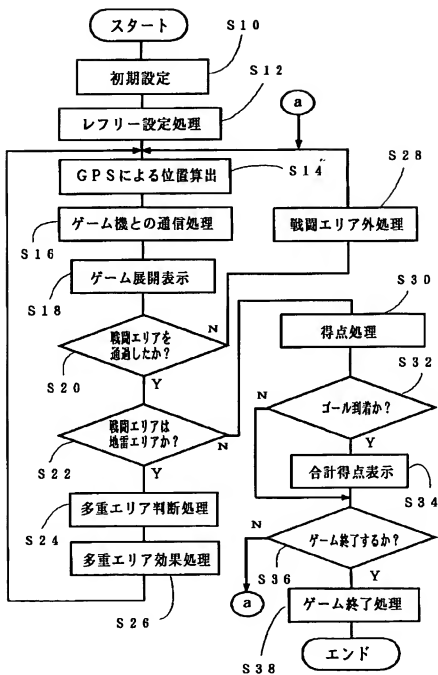 スタート
S10
初期設定
S12
レフリー設定処理
a
GPSによる位置算出
S14
S28
ゲーム機との通信処理
戦闘エリア外処理
S16
ゲーム展開表示
S18
S30
得点処理
戦闘エリアを
通過したか?
N
S20
Y
S32
ゴール到着か?
N
Y
戦闘エリアは
地雷エリアか?
N
S22
Y
合計得点表示
S34
多重エリア判断処理
S24
ゲーム終了するか?
N
S36
Y
多重エリア効果処理
S26
a
ゲーム終了処理
S38
エンド